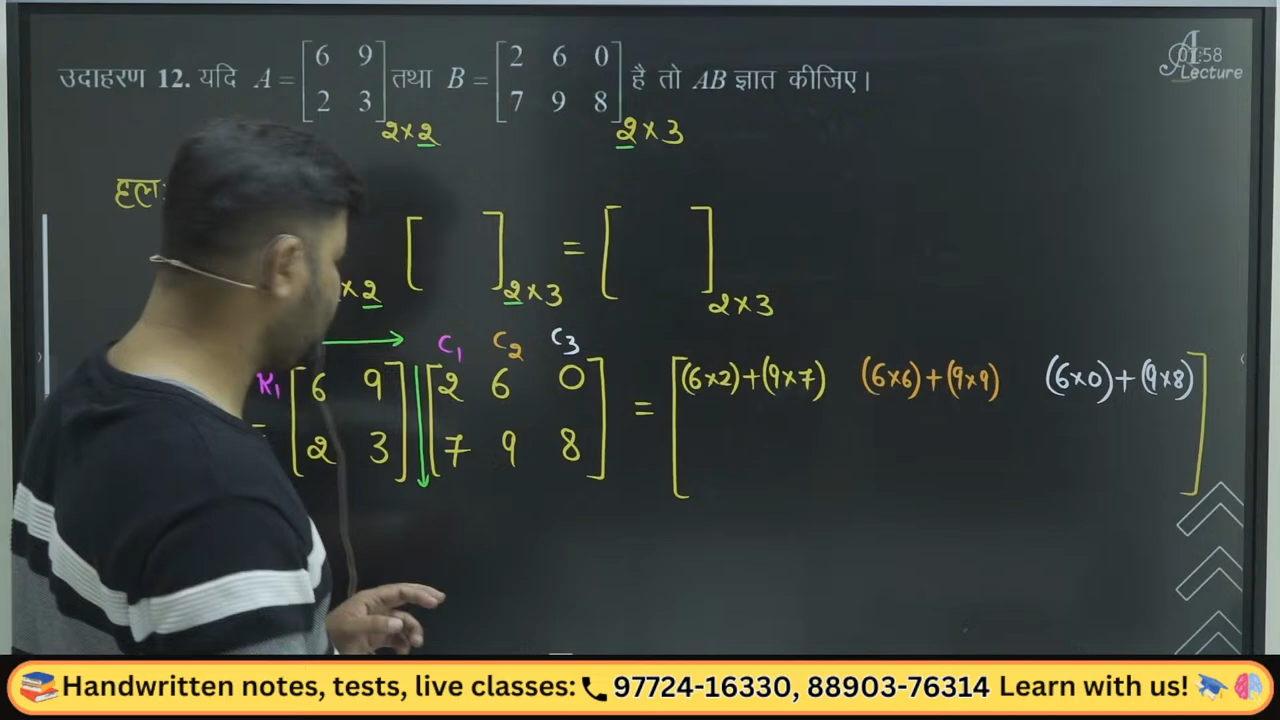 उदाहरण 12. यदि A = [6 9 तथा B = [2 6 0 है तो AB ज्ञात कीजिए।
2 3] 7 9 8]
2×2 2×3
01:58
Lecture
हल:
×2 [ ]2×3 = [ ]2×3
C1 C2 C3
R1 [6 9] [2 6 0] = [(6×2)+(9×7) (6×6)+(9×9) (6×0)+(9×8)]
= [2 3] [7 9 8]
Handwritten notes, tests, live classes: 97724-16330, 88903-76314 Learn with us!